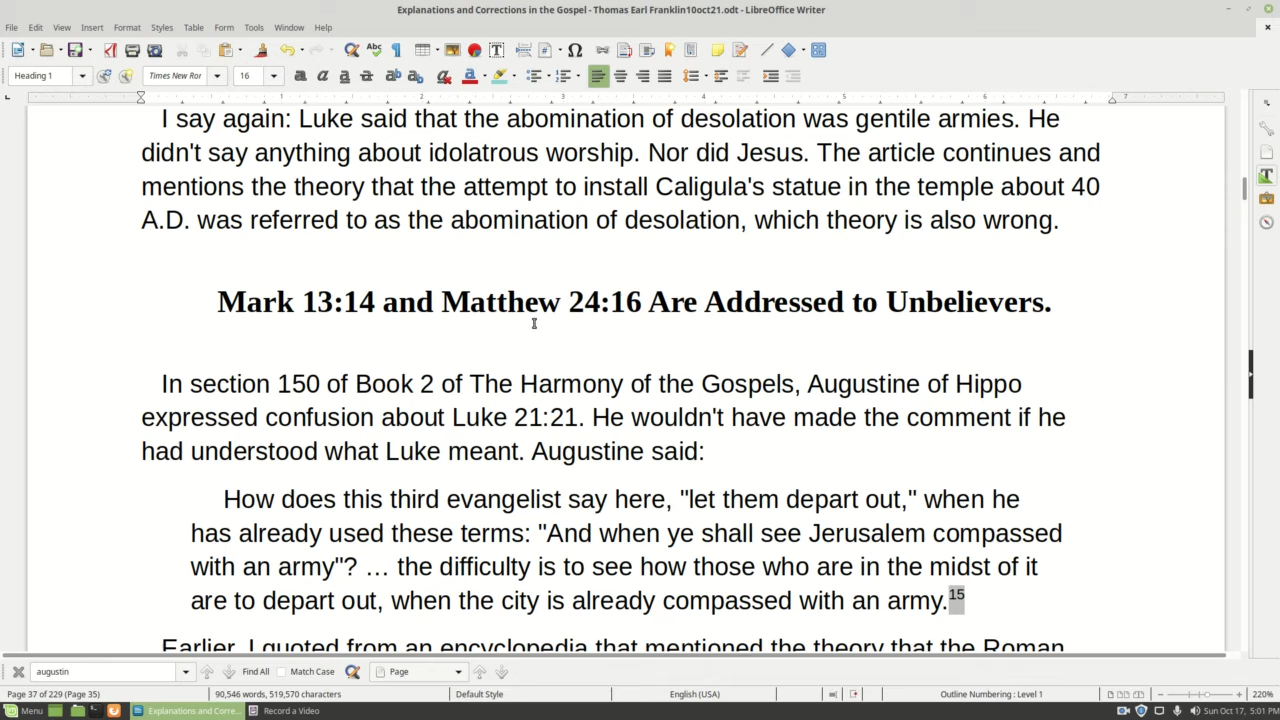 Explanations and Corrections in the Gospel - Thomas Earl Franklin10oct21.odt - LibreOffice Writer
File Edit View Insert Format Styles Table Form Tools Window Help
Heading 1 Times New Ror 16
1 2 3 4 5 6 7
I say again: Luke said that the abomination of desolation was gentile armies. He
didn't say anything about idolatrous worship. Nor did Jesus. The article continues and
mentions the theory that the attempt to install Caligula's statue in the temple about 40
A.D. was referred to as the abomination of desolation, which theory is also wrong.
Mark 13:14 and Matthew 24:16 Are Addressed to Unbelievers.
In section 150 of Book 2 of The Harmony of the Gospels, Augustine of Hippo
expressed confusion about Luke 21:21. He wouldn't have made the comment if he
had understood what Luke meant. Augustine said:
How does this third evangelist say here, "let them depart out," when he
has already used these terms: "And when ye shall see Jerusalem compassed
with an army"? … the difficulty is to see how those who are in the midst of it
are to depart out, when the city is already compassed with an army.15
Earlier, I quoted from an encyclopedia that mentioned the theory that the Roman
augustin Find All Match Case Page
Page 37 of 229 (Page 35) 90,546 words, 519,570 characters Default Style English (USA) Outline Numbering : Level 1 220%
Menu Explanations and Corre... Record a Video Sun Oct 17, 5:01 PM